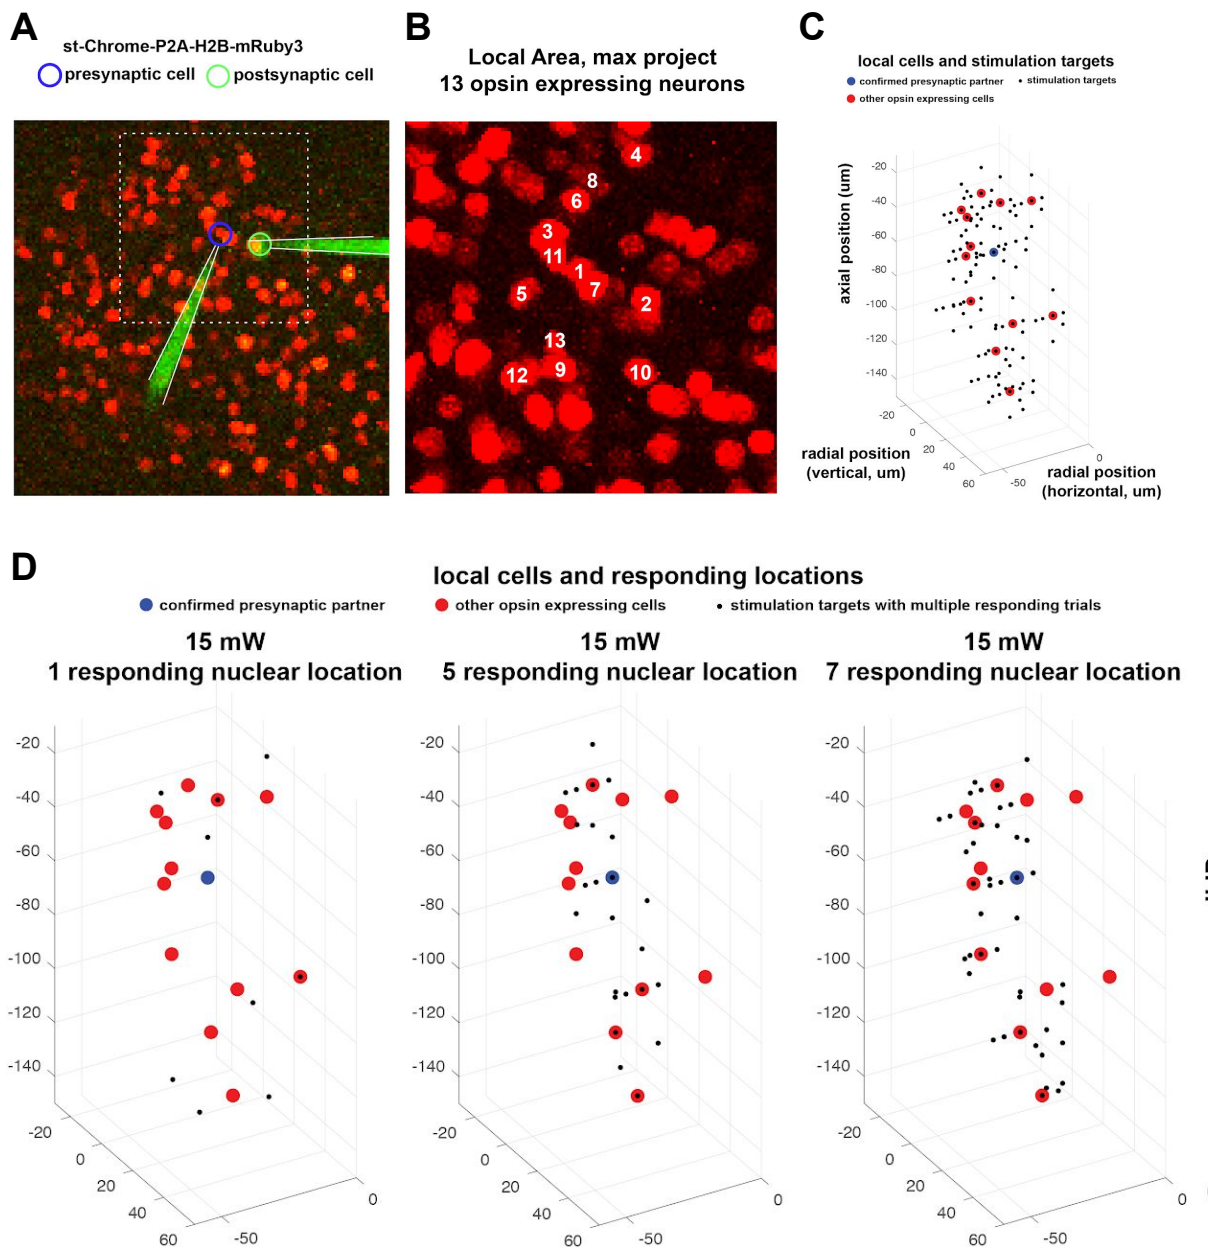 A
st-Chrome-P2A-H2B-mRuby3
presynaptic cell postsynaptic cell
B
Local Area, max project
13 opsin expressing neurons
4
8
6
3
11
1
7
5
2
13
12
9
10
C
local cells and stimulation targets
confirmed presynaptic partner stimulation targets
other opsin expressing cells
axial position (um)
-20
-40
-60
-80
-100
-120
-140
-20
0
20
40
60
-50
0
radial position
(vertical, um)
radial position
(horizontal, um)
D
local cells and responding locations
confirmed presynaptic partner other opsin expressing cells stimulation targets with multiple responding trials
15 mW
1 responding nuclear location
-20
-40
-60
-80
-100
-120
-140
-20
0
20
40
60
-50
0
15 mW
5 responding nuclear location
-20
-40
-60
-80
-100
-120
-140
-20
0
20
40
60
-50
0
15 mW
7 responding nuclear location
-20
-40
-60
-80
-100
-120
-140
-20
0
20
40
60
-50
0